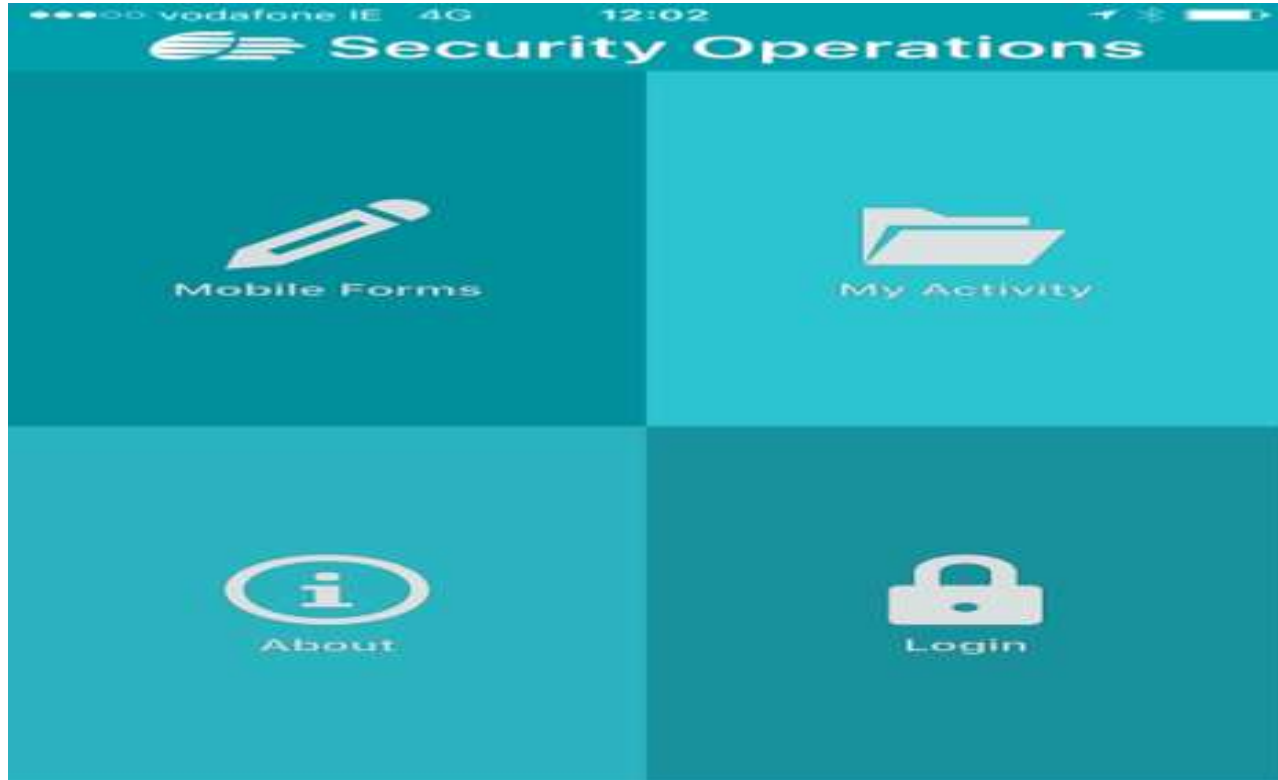 vodafone IE 4G 12:02
Security Operations
Mobile Forms
My Activity
About
Login